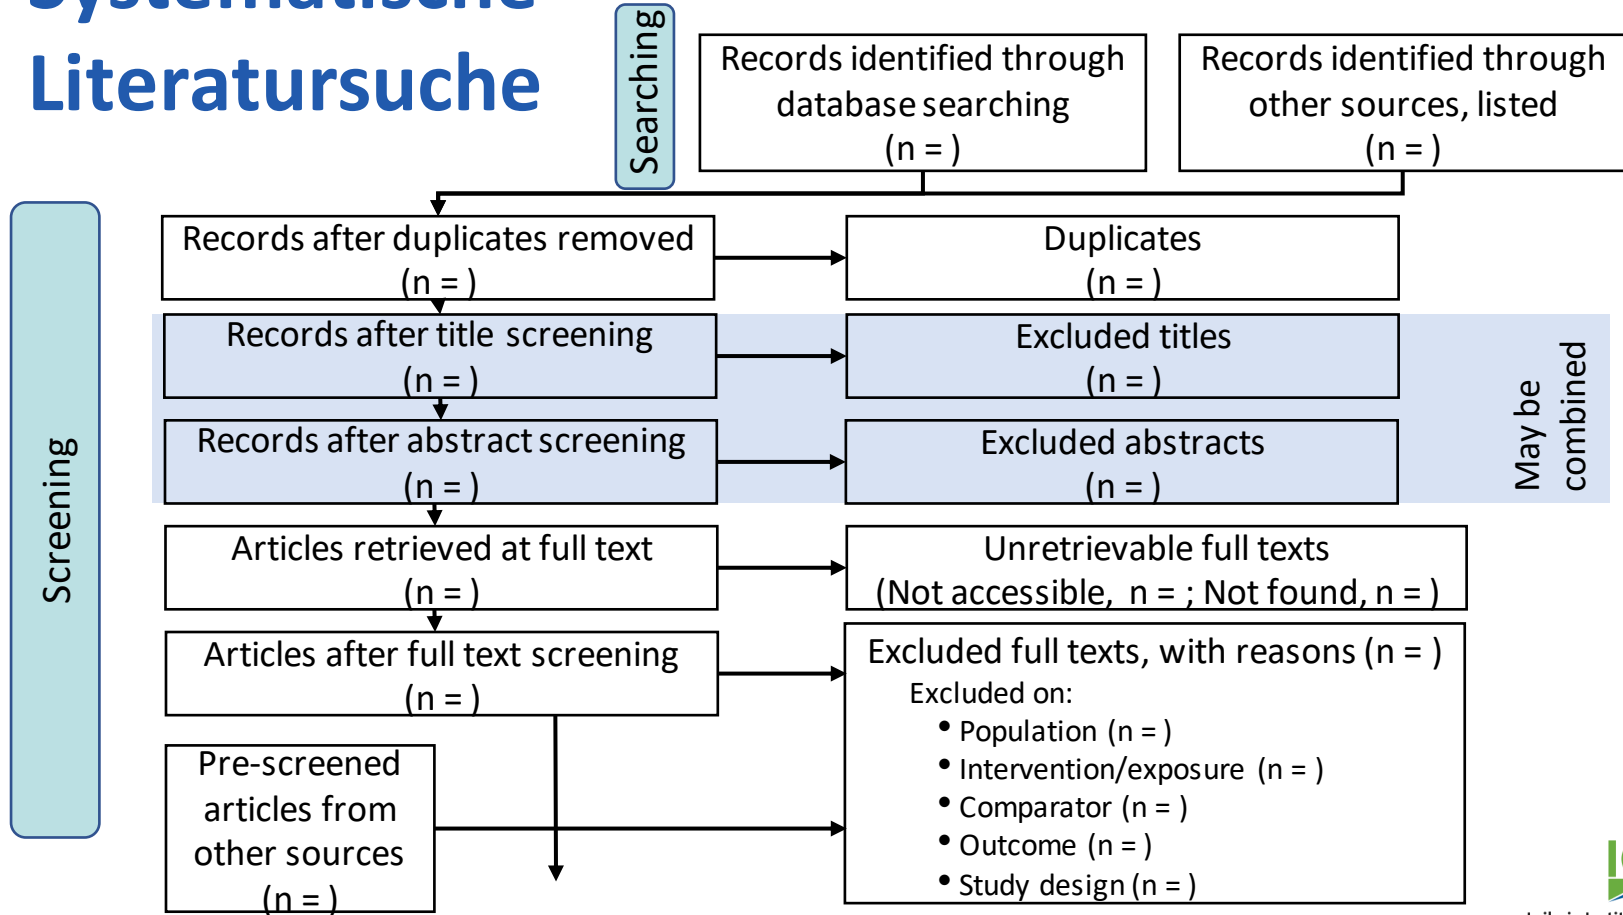 Systematische
Literatursuche
Searching
Records identified through
database searching
(n = )
Records identified through
other sources, listed
(n = )
Screening
Records after duplicates removed
(n = )
Duplicates
(n = )
Records after title screening
(n = )
Excluded titles
(n = )
Records after abstract screening
(n = )
Excluded abstracts
(n = )
May be
combined
Articles retrieved at full text
(n = )
Unretrievable full texts
(Not accessible, n = ; Not found, n = )
Articles after full text screening
(n = )
Excluded full texts, with reasons (n = )
Excluded on:
• Population (n = )
• Intervention/exposure (n = )
• Comparator (n = )
• Outcome (n = )
• Study design (n = )
Pre-screened
articles from
other sources
(n = )